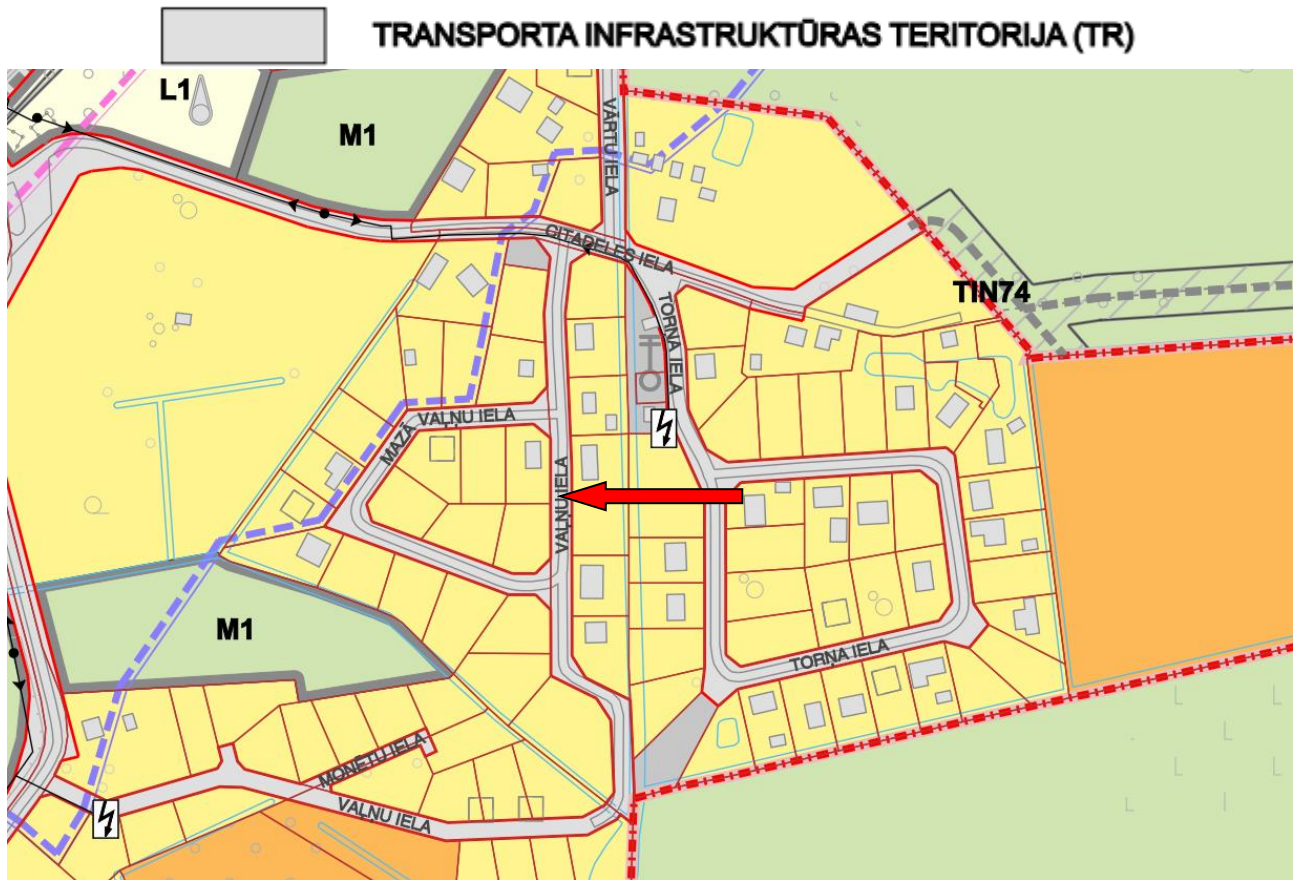 TRANSPORTA INFRASTRUKTŪRAS TERITORIJA (TR)
L1
M1
VĀRTU IELA
CITADELES IELA
TIN74
TORŅA IELA
MAZĀ VAĻŅU IELA
VAĻŅU IELA
M1
TORŅA IELA
MONĒTU IELA
VAĻŅU IELA